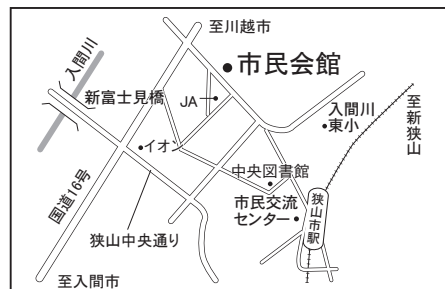 至川越市
市民会館
入間川
新富士見橋
JA
入間川
東小
至新狭山
イオン
中央図書館
国道16号
市民交流
センター
狭山市駅
狭山中央通り
至入間市